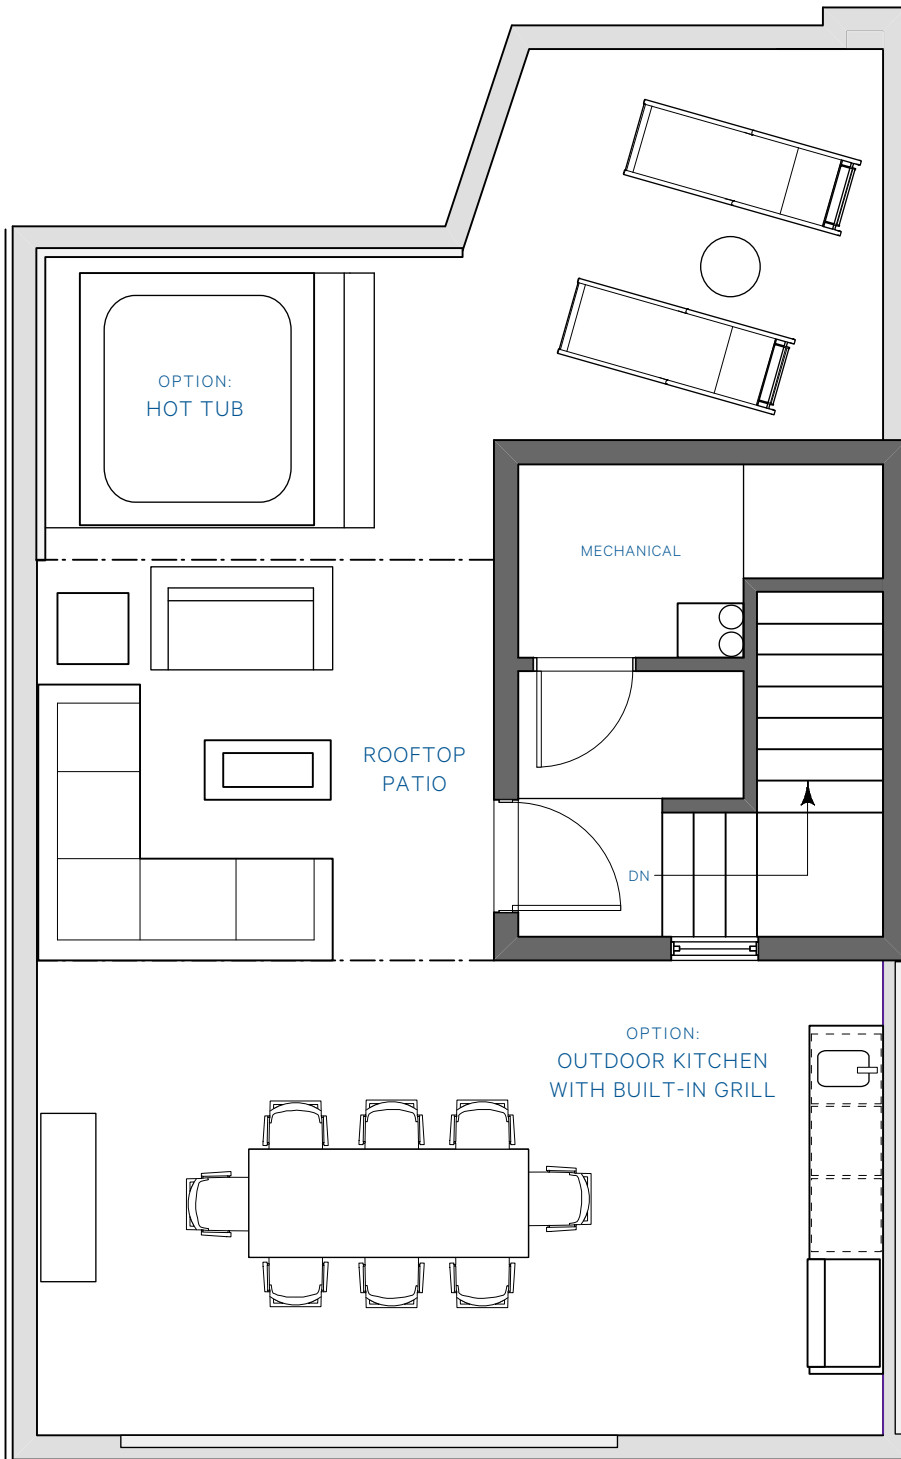 OPTION:
HOT TUB
MECHANICAL
ROOFTOP
PATIO
DN
OPTION:
OUTDOOR KITCHEN
WITH BUILT-IN GRILL